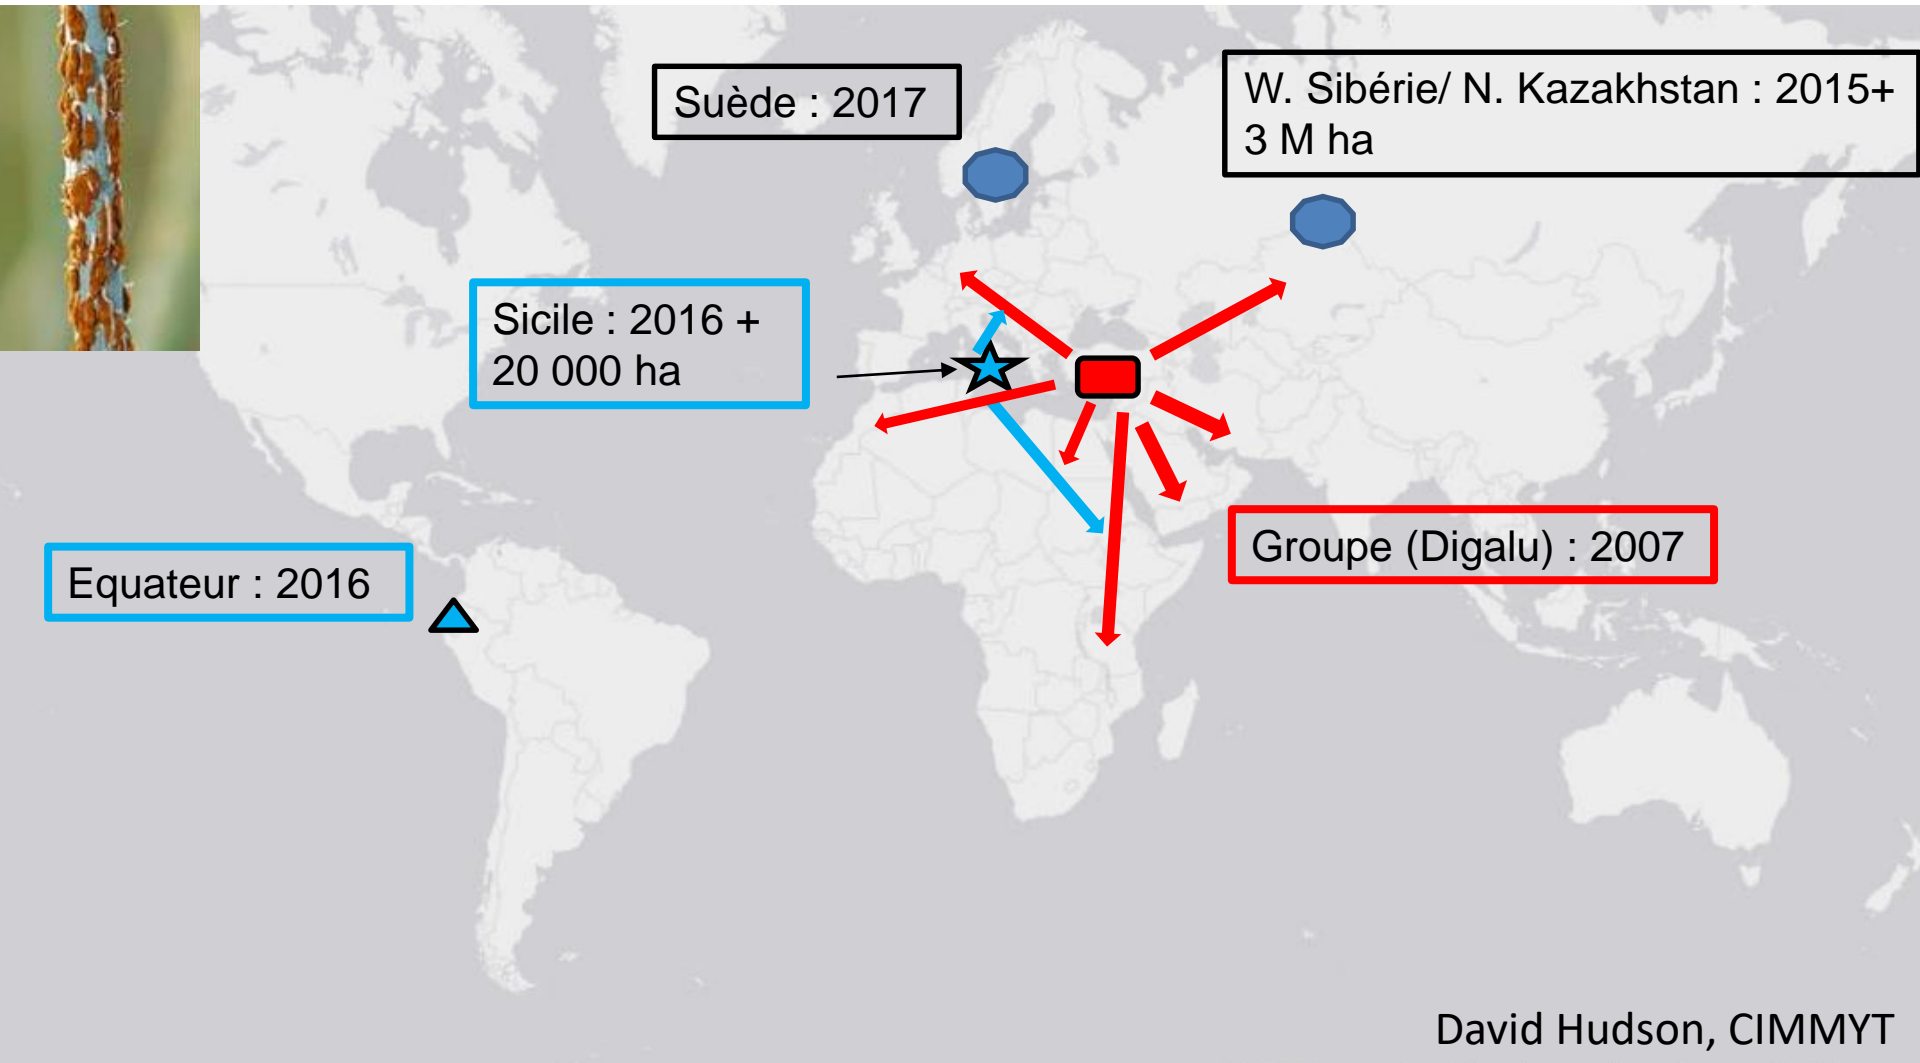 Suède : 2017
W. Sibérie/ N. Kazakhstan : 2015+
3 M ha
Sicile : 2016 +
20 000 ha
Groupe (Digalu) : 2007
Equateur : 2016
David Hudson, CIMMYT